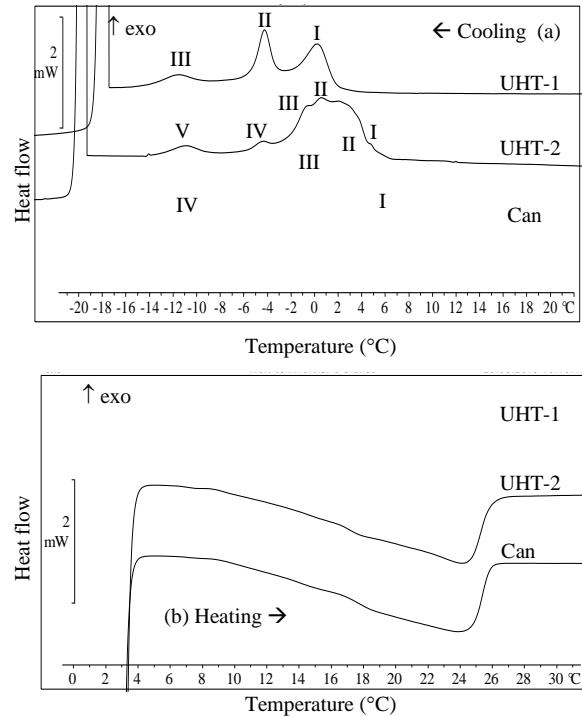 ↑ exo
← Cooling (a)
II
I
III
2
mW
UHT-1
II
III
V
IV
I
II
UHT-2
III
Heat flow
IV
I
Can
-20 -18 -16 -14 -12 -10 -8 -6 -4 -2 0 2 4 6 8 10 12 14 16 18 20 °C
Temperature (°C)
↑ exo
UHT-1
UHT-2
2
mW
Can
Heat flow
(b) Heating →
0 2 4 6 8 10 12 14 16 18 20 22 24 26 28 30 °C
Temperature (°C)